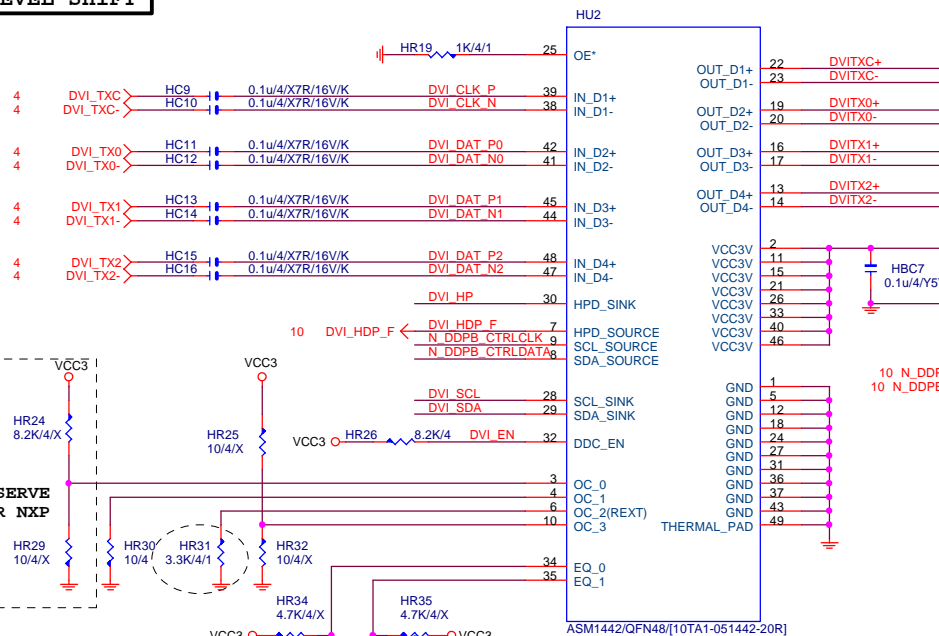 LEVEL SHIFT
HU2
HR19 1K/4/1 25 OE*
OUT_D1+ 22 DVITXC+
OUT_D1- 23 DVITXC-
4 DVI_TXC HC9 0.1u/4/X7R/16V/K DVI_CLK_P 39 IN_D1+
4 DVI_TXC- HC10 0.1u/4/X7R/16V/K DVI_CLK_N 38 IN_D1-
OUT_D2+ 19 DVITX0+
OUT_D2- 20 DVITX0-
4 DVI_TX0 HC11 0.1u/4/X7R/16V/K DVI_DAT_P0 42 IN_D2+
4 DVI_TX0- HC12 0.1u/4/X7R/16V/K DVI_DAT_N0 41 IN_D2-
OUT_D3+ 16 DVITX1+
OUT_D3- 17 DVITX1-
4 DVI_TX1 HC13 0.1u/4/X7R/16V/K DVI_DAT_P1 45 IN_D3+
4 DVI_TX1- HC14 0.1u/4/X7R/16V/K DVI_DAT_N1 44 IN_D3-
OUT_D4+ 13 DVITX2+
OUT_D4- 14 DVITX2-
4 DVI_TX2 HC15 0.1u/4/X7R/16V/K DVI_DAT_P2 48 IN_D4+
4 DVI_TX2- HC16 0.1u/4/X7R/16V/K DVI_DAT_N2 47 IN_D4-
VCC3V 2
VCC3V 11
VCC3V 15
VCC3V 21
VCC3V 26
VCC3V 33
VCC3V 40
VCC3V 46
HBC7
0.1u/4/Y5
DVI_HP 30 HPD_SINK
10 DVI_HDP_F DVI_HDP_F 7 HPD_SOURCE
N_DDPB_CTRLCLK 9 SCL_SOURCE
N_DDPB_CTRLDATA 8 SDA_SOURCE
10 N_DDP
10 N_DDPB
DVI_SCL 28 SCL_SINK
DVI_SDA 29 SDA_SINK
VCC3 HR26 8.2K/4 DVI_EN 32 DDC_EN
GND 1
GND 5
GND 12
GND 18
GND 24
GND 27
GND 31
GND 36
GND 37
GND 43
THERMAL_PAD 49
VCC3
HR24
8.2K/4/X
VCC3
HR25
10/4/X
3 OC_0
4 OC_1
6 OC_2(REXT)
10 OC_3
SERVE
R NXP
HR29
10/4/X
HR30
10/4
HR31
3.3K/4/1
HR32
10/4/X
34 EQ_0
35 EQ_1
HR34
4.7K/4/X
HR35
4.7K/4/X
VCC3
VCC3
ASM1442/QFN48/[10TA1-051442-20R]